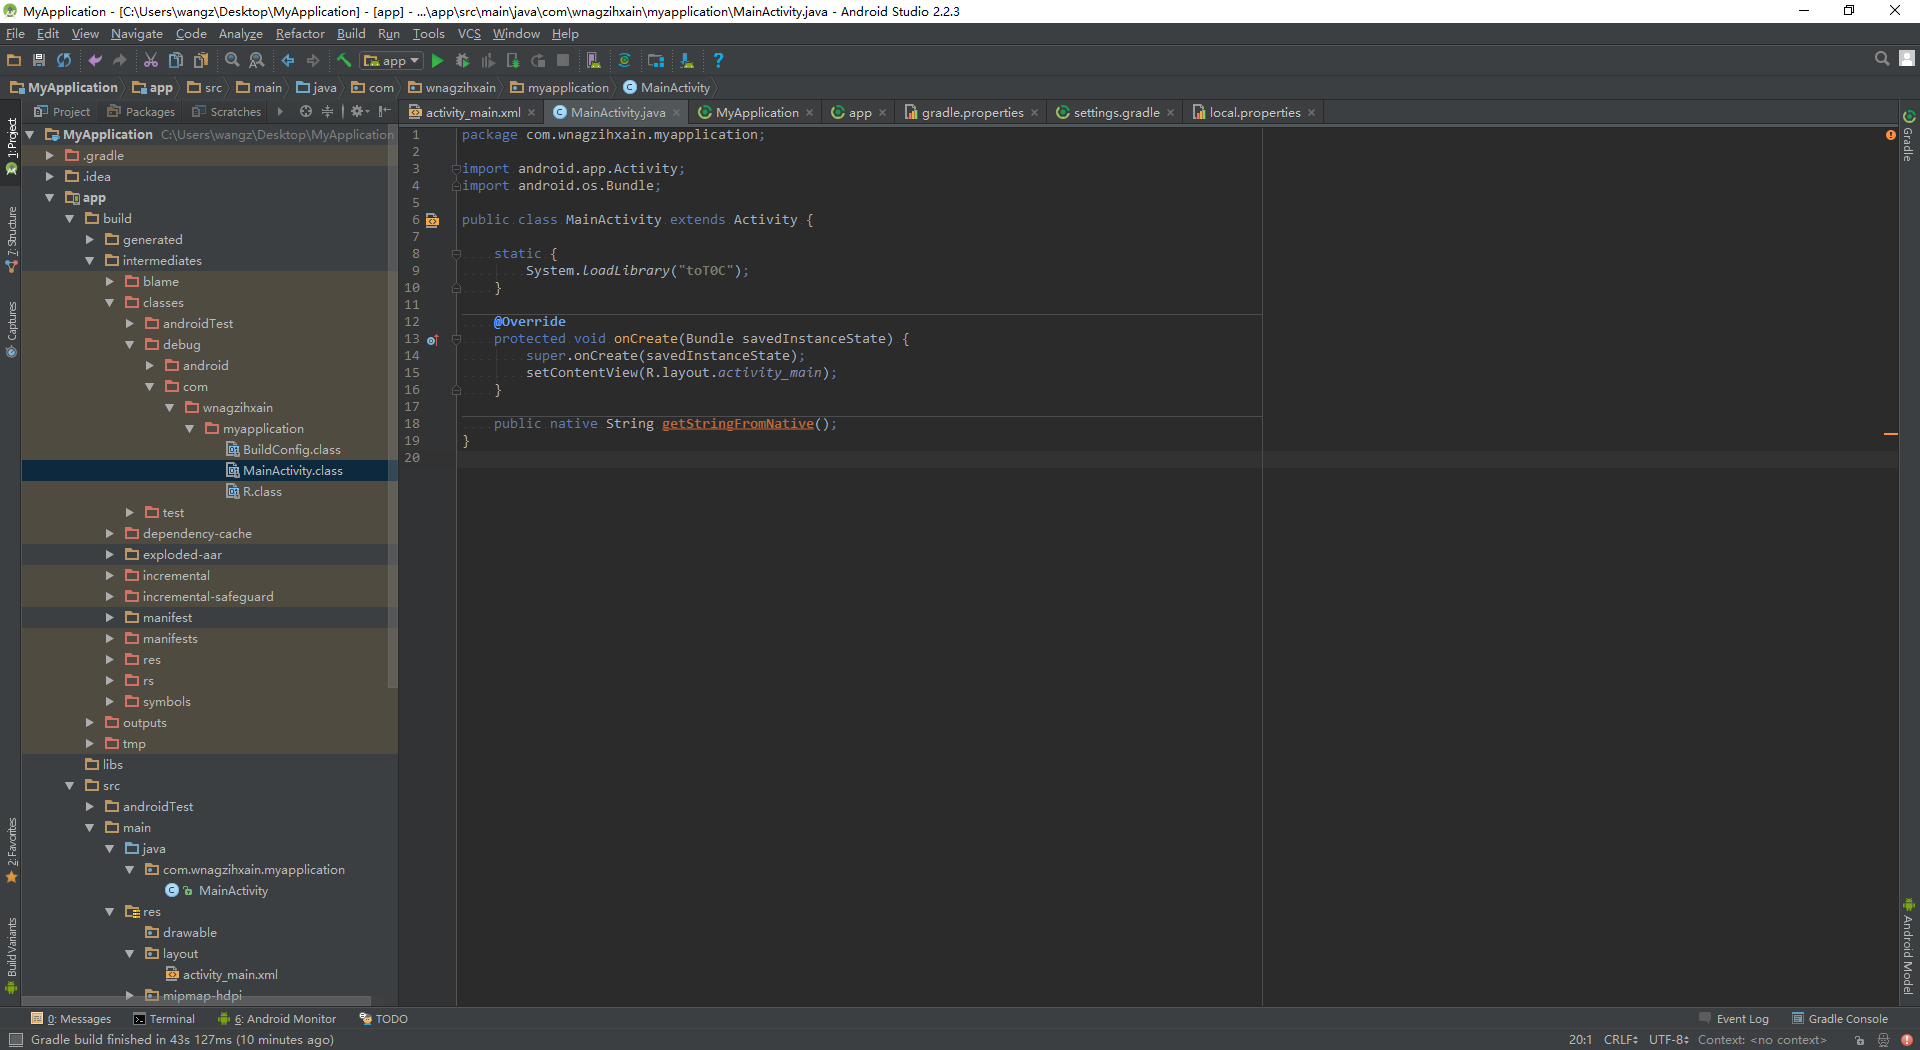 MyApplication - [C:\Users\wangz\Desktop\MyApplication] - [app] - ...\app\src\main\java\com\wnagzihxain\myapplication\MainActivity.java - Android Studio 2.2.3
File Edit View Navigate Code Analyze Refactor Build Run Tools VCS Window Help
app
MyApplication app src main java com wnagzihxain myapplication MainActivity
Project Packages Scratches
activity_main.xml MainActivity.java MyApplication app gradle.properties settings.gradle local.properties
1: Project
7: Structure
Captures
2: Favorites
Build Variants
MyApplication C:\Users\wangz\Desktop\MyApplication
.gradle
.idea
app
build
generated
intermediates
blame
classes
androidTest
debug
android
com
wnagzihxain
myapplication
BuildConfig.class
MainActivity.class
R.class
test
dependency-cache
exploded-aar
incremental
incremental-safeguard
manifest
manifests
res
rs
symbols
outputs
tmp
libs
src
androidTest
main
java
com.wnagzihxain.myapplication
MainActivity
res
drawable
layout
activity_main.xml
mipmap-hdpi
1 package com.wnagzihxain.myapplication;
2
3 import android.app.Activity;
4 import android.os.Bundle;
5
6 public class MainActivity extends Activity {
7
8 static {
9 System.loadLibrary("toT0C");
10 }
11
12 @Override
13 protected void onCreate(Bundle savedInstanceState) {
14 super.onCreate(savedInstanceState);
15 setContentView(R.layout.activity_main);
16 }
17
18 public native String getStringFromNative();
19 }
20
Gradle
Android Model
0: Messages Terminal 6: Android Monitor TODO Event Log Gradle Console
Gradle build finished in 43s 127ms (10 minutes ago) 20:1 CRLF UTF-8 Context: <no context>